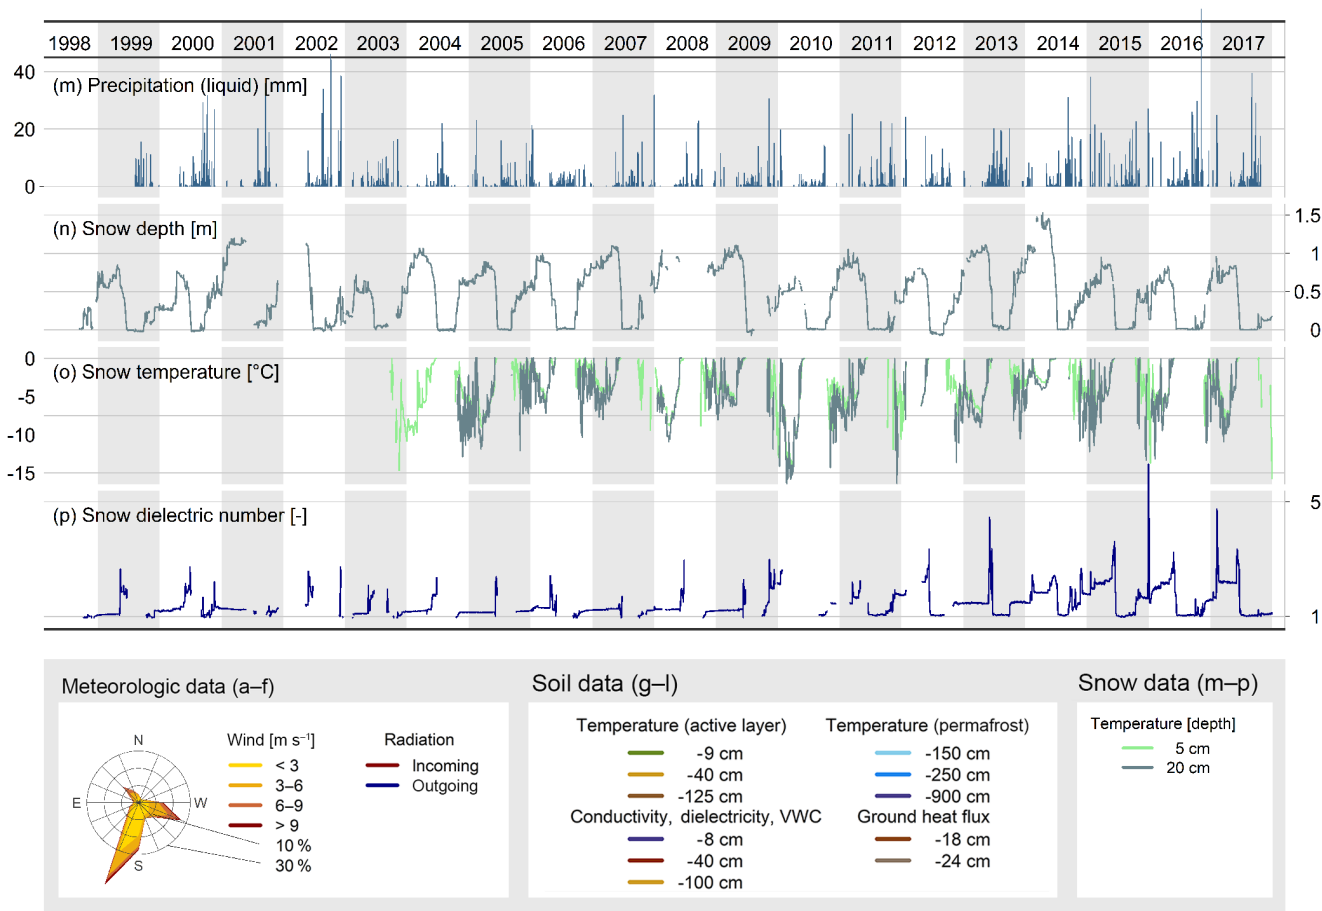 1998 1999 2000 2001 2002 2003 2004 2005 2006 2007 2008 2009 2010 2011 2012 2013 2014 2015 2016 2017
(m) Precipitation (liquid) [mm]
40
20
0
(n) Snow depth [m]
1.5
1
0.5
0
(o) Snow temperature [°C]
0
-5
-10
-15
(p) Snow dielectric number [-]
5
1
Meteorologic data (a–f)
N
E
W
S
Wind [m s⁻¹]
< 3
3–6
6–9
> 9
10 %
30 %
Radiation
Incoming
Outgoing
Soil data (g–l)
Temperature (active layer)
-9 cm
-40 cm
-125 cm
Conductivity, dielectricity, VWC
-8 cm
-40 cm
-100 cm
Temperature (permafrost)
-150 cm
-250 cm
-900 cm
Ground heat flux
-18 cm
-24 cm
Snow data (m–p)
Temperature [depth]
5 cm
20 cm